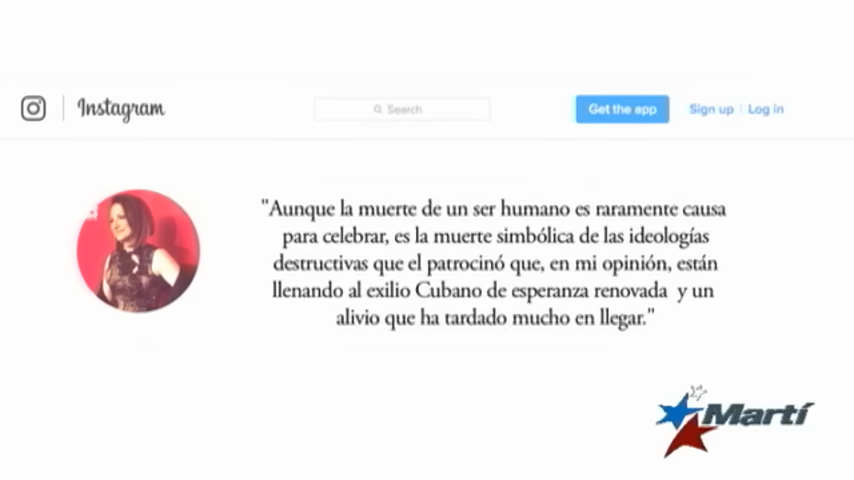 Instagram
Search
Get the app
Sign up
Log in
"Aunque la muerte de un ser humano es raramente causa
para celebrar, es la muerte simbólica de las ideologías
destructivas que el patrocinó que, en mi opinión, están
llenando al exilio Cubano de esperanza renovada y un
alivio que ha tardado mucho en llegar."
Martí